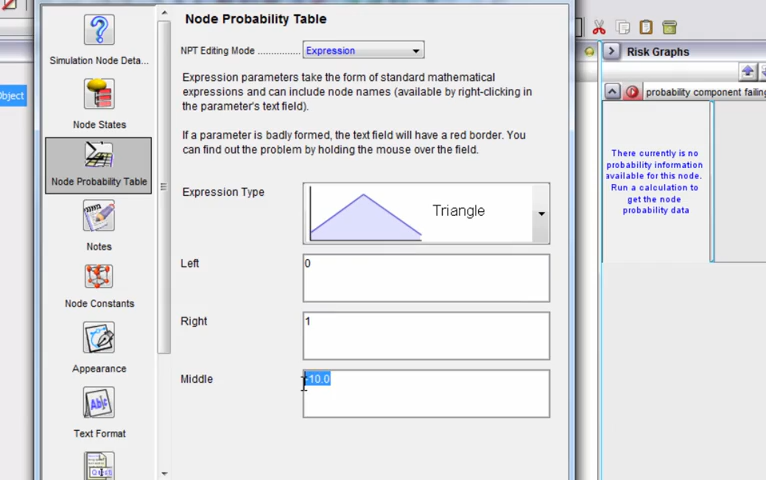 Node Probability Table
NPT Editing Mode ............... Expression
Expression parameters take the form of standard mathematical
expressions and can include node names (available by right-clicking in
the parameter's text field).
If a parameter is badly formed, the text field will have a red border. You
can find out the problem by holding the mouse over the field.
Expression Type
Triangle
Left
0
Right
1
Middle
-10.0
Simulation Node Deta...
Node States
Node Probability Table
Notes
Node Constants
Appearance
Abc
Text Format
Object
Risk Graphs
probability component failing
There currently is no
probability information
available for this node.
Run a calculation to
get the node
probability data